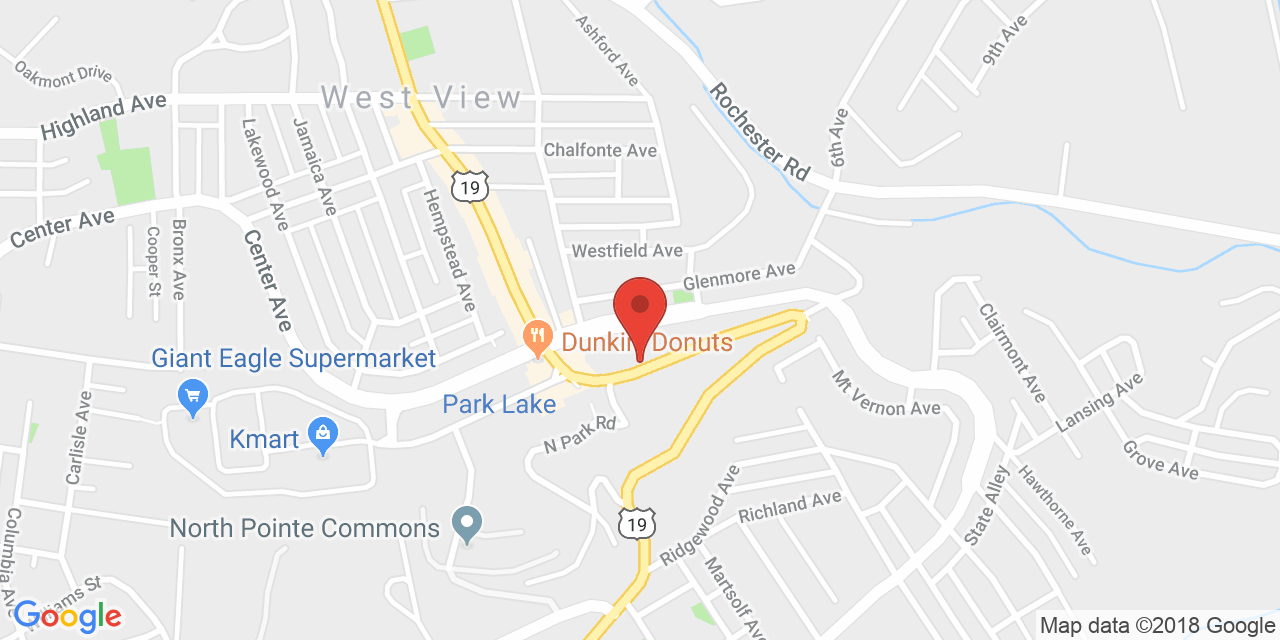 Oakmont Drive
Ashford Ave
9th Ave
Highland Ave
West View
Rochester Rd
Lakewood Ave
Jamaica Ave
Chalfonte Ave
6th Ave
19
Center Ave
Bronx Ave
Cooper St
Center Ave
Hempstead Ave
Westfield Ave
Glenmore Ave
Clairmont Ave
Dunkin' Donuts
Giant Eagle Supermarket
Park Lake
Mt Vernon Ave
Lansing Ave
Carlisle Ave
Kmart
N Park Rd
Grove Ave
North Pointe Commons
19
Ridgewood Ave
Richland Ave
State Alley
Hawthorne Ave
Columbia Ave
Martsolf Ave
Google
Map data ©2018 Google